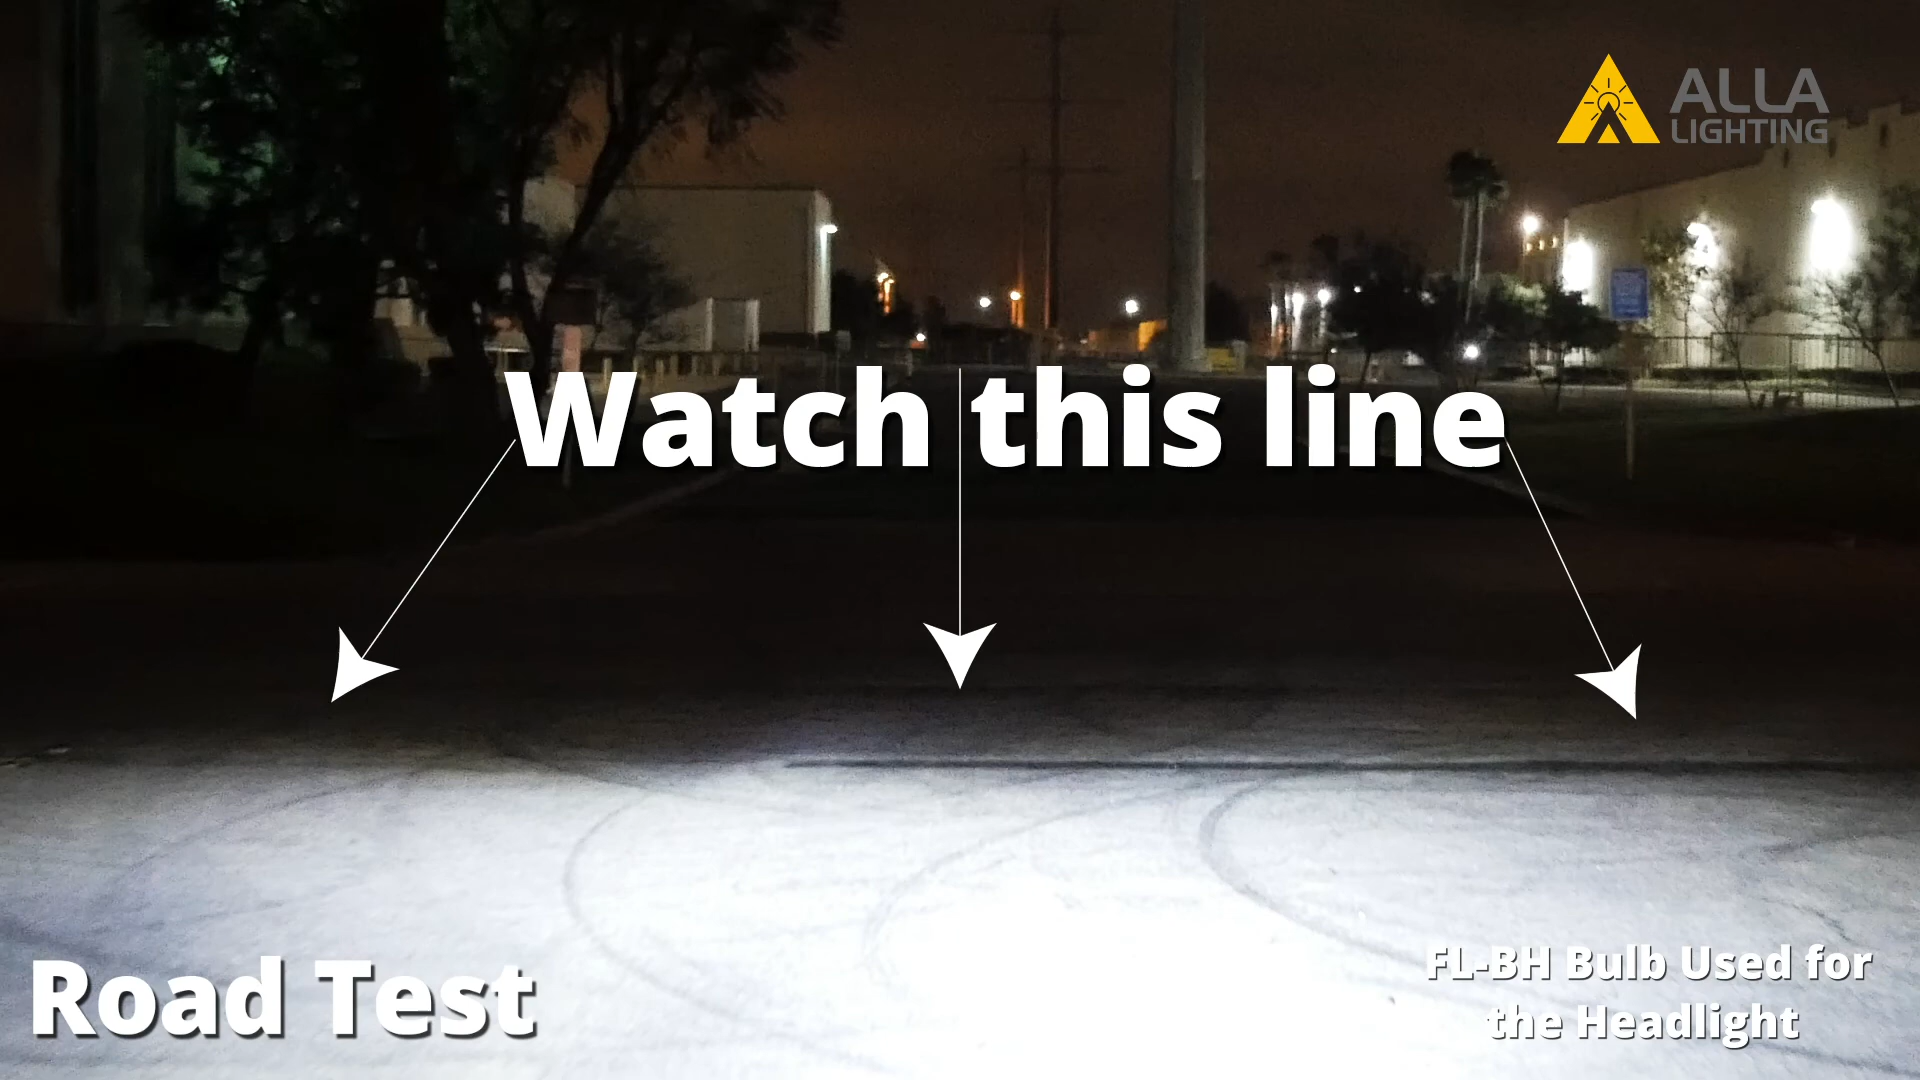 ALLA
LIGHTING
Watch this line
Road Test
FL-BH Bulb Used for
the Headlight